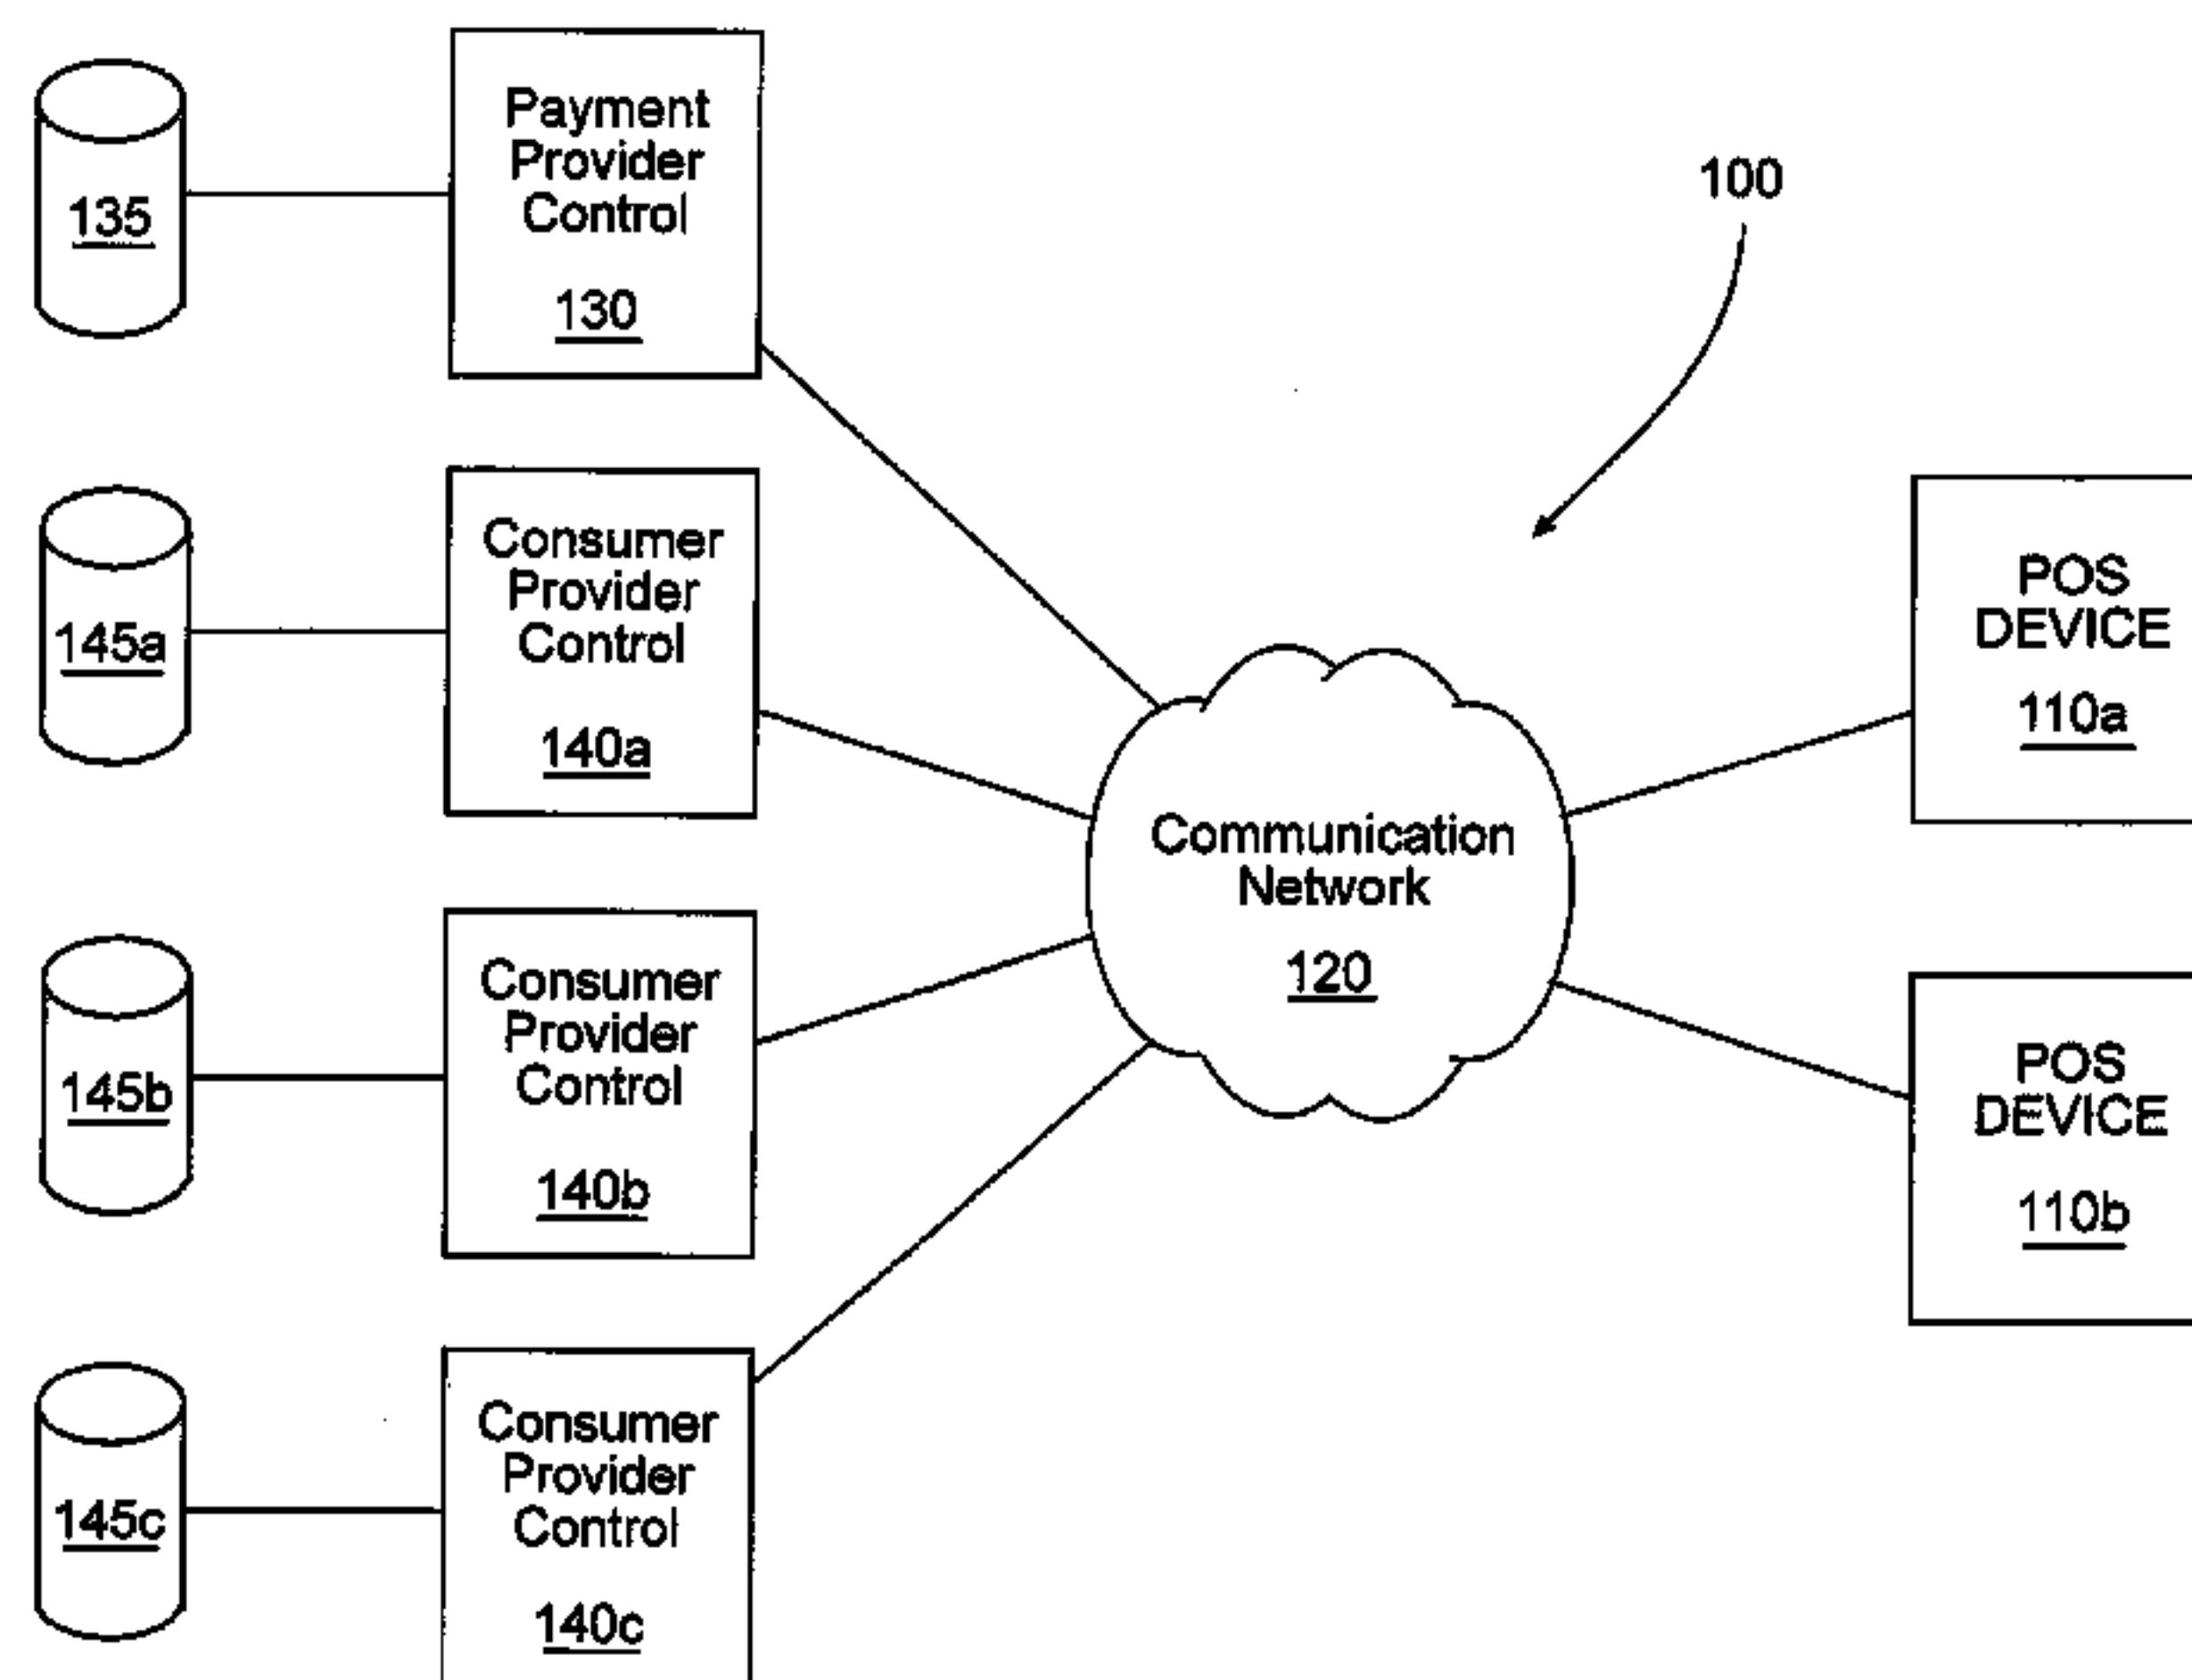 135
Payment
Provider
Control
130
100
145a
Consumer
Provider
Control
140a
POS
DEVICE
110a
Communication
Network
120
145b
Consumer
Provider
Control
140b
POS
DEVICE
110b
145c
Consumer
Provider
Control
140c